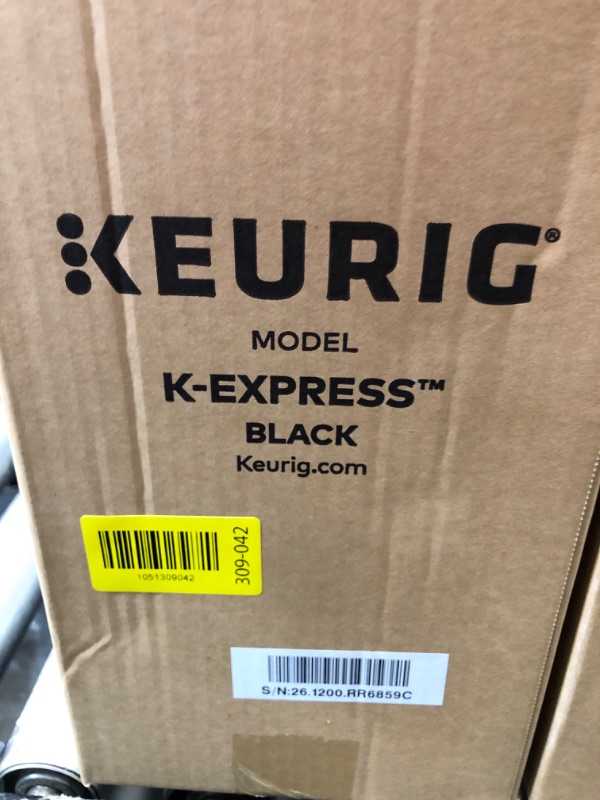 KEURIG®
MODEL
K-EXPRESS™
BLACK
Keurig.com
1051309042
309-042
S/N:26.1200.RR6859C